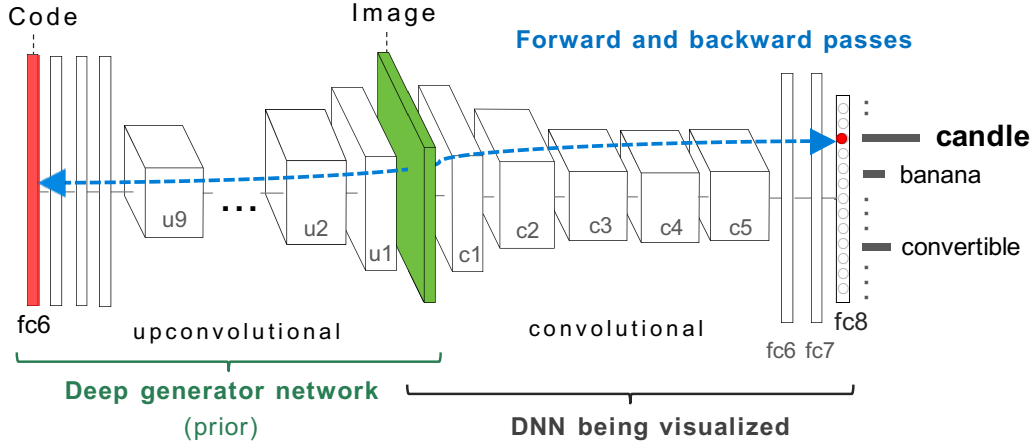 Code
Image
Forward and backward passes
candle
banana
convertible
u9
...
u2
u1
c1
c2
c3
c4
c5
fc6
upconvolutional
convolutional
fc6
fc7
fc8
Deep generator network
(prior)
DNN being visualized